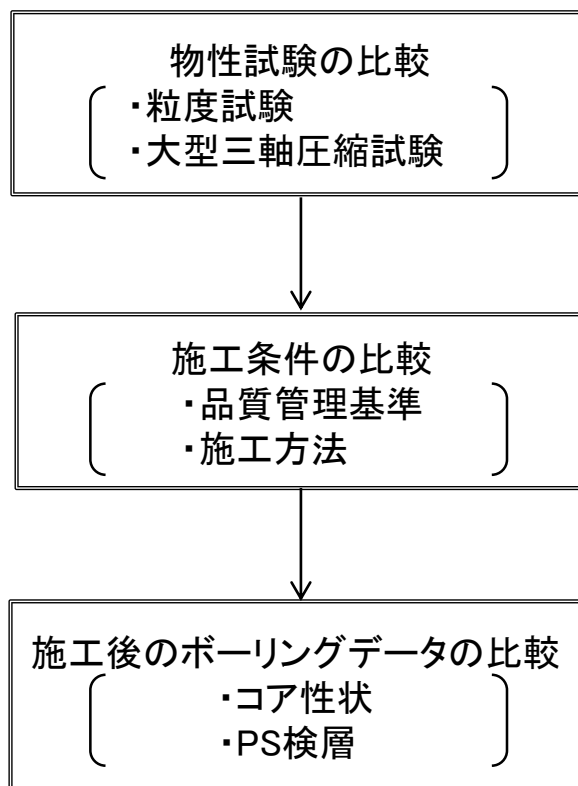 物性試験の比較
・粒度試験
・大型三軸圧縮試験
施工条件の比較
・品質管理基準
・施工方法
施工後のボーリングデータの比較
・コア性状
・PS検層